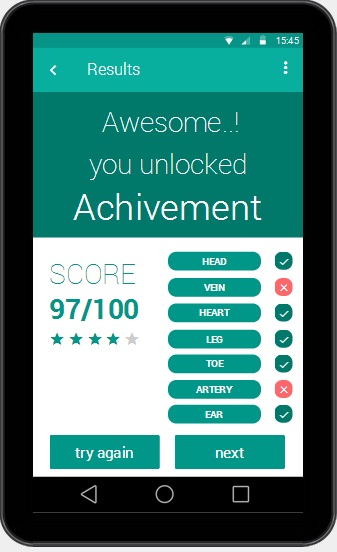 15:45
Results
Awesome..!
you unlocked
Achivement
SCORE
97/100
HEAD
VEIN
HEART
LEG
TOE
ARTERY
EAR
try again
next